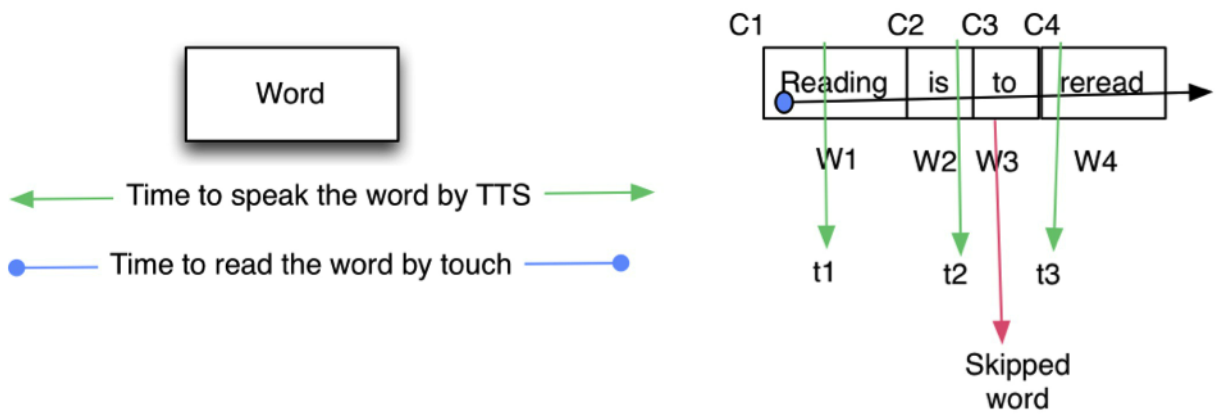 Word
Time to speak the word by TTS
Time to read the word by touch
C1 C2 C3 C4
Reading is to reread
W1 W2 W3 W4
t1 t2 t3
Skipped
word